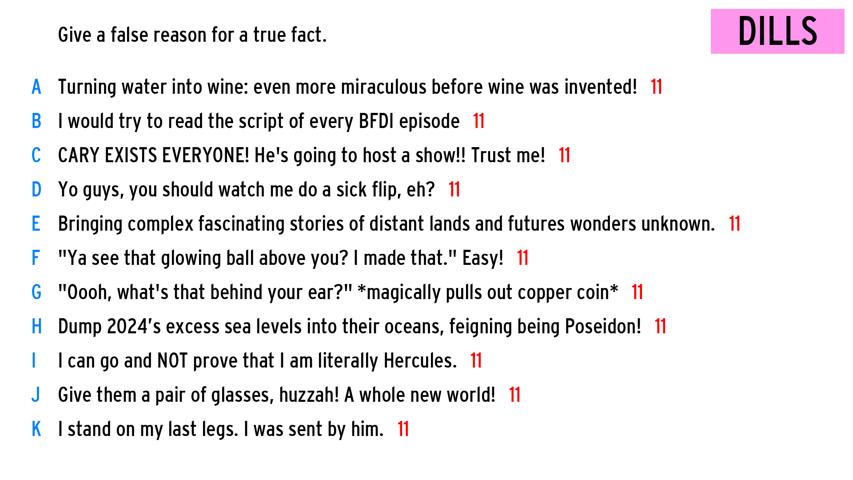 Give a false reason for a true fact.
DILLS
A Turning water into wine: even more miraculous before wine was invented! 11
B I would try to read the script of every BFDI episode 11
C CARY EXISTS EVERYONE! He's going to host a show!! Trust me! 11
D Yo guys, you should watch me do a sick flip, eh? 11
E Bringing complex fascinating stories of distant lands and futures wonders unknown. 11
F "Ya see that glowing ball above you? I made that." Easy! 11
G "Oooh, what's that behind your ear?" *magically pulls out copper coin* 11
H Dump 2024’s excess sea levels into their oceans, feigning being Poseidon! 11
I I can go and NOT prove that I am literally Hercules. 11
J Give them a pair of glasses, huzzah! A whole new world! 11
K I stand on my last legs. I was sent by him. 11